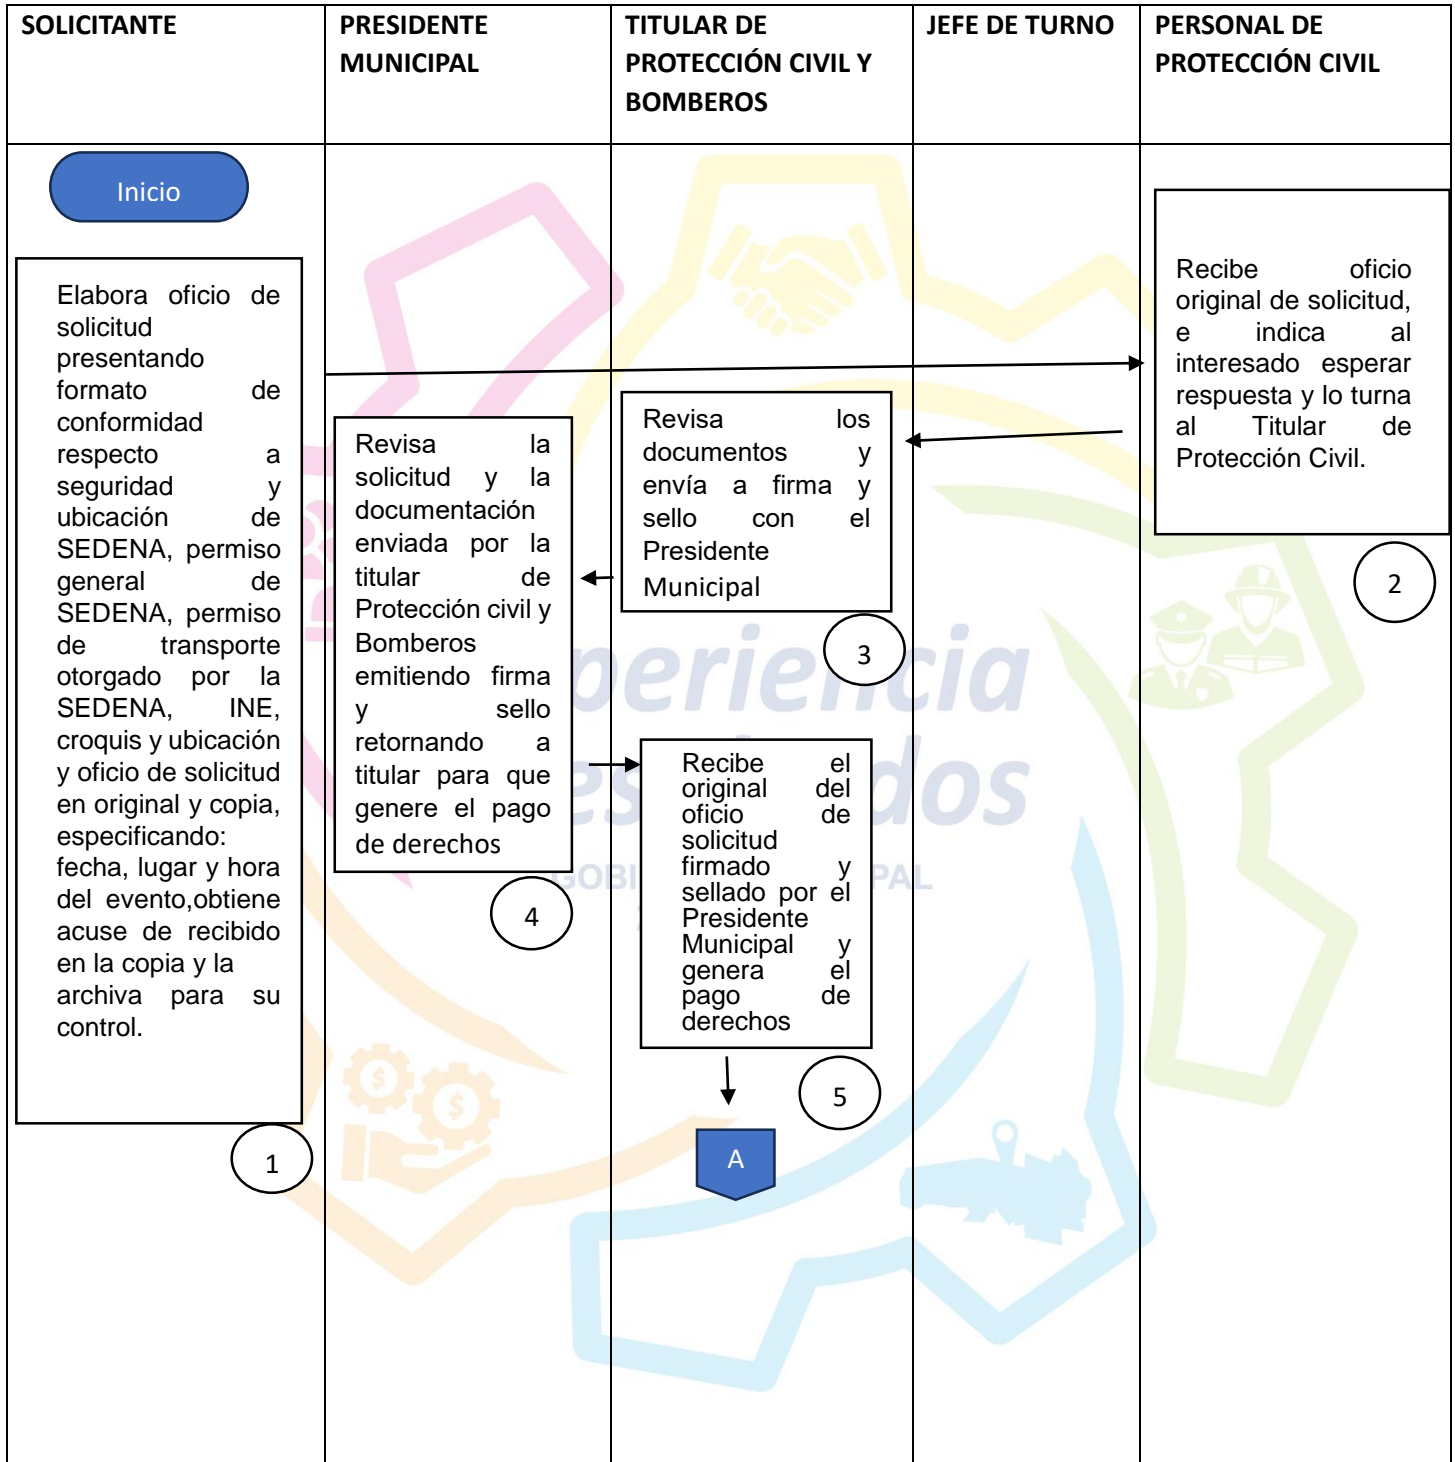 SOLICITANTE
PRESIDENTE
MUNICIPAL
TITULAR DE
PROTECCIÓN CIVIL Y
BOMBEROS
JEFE DE TURNO
PERSONAL DE
PROTECCIÓN CIVIL
Inicio
Elabora oficio de
solicitud
presentando
formato de
conformidad
respecto a
seguridad y
ubicación de
SEDENA, permiso
general de
SEDENA, permiso
de transporte
otorgado por la
SEDENA, INE,
croquis y ubicación
y oficio de solicitud
en original y copia,
especificando:
fecha, lugar y hora
del evento,obtiene
acuse de recibido
en la copia y la
archiva para su
control.
1
Recibe oficio
original de solicitud,
e indica al
interesado esperar
respuesta y lo turna
al Titular de
Protección Civil.
2
Revisa los
documentos y
envía a firma y
sello con el
Presidente
Municipal
3
Revisa la
solicitud y la
documentación
enviada por la
titular de
Protección civil y
Bomberos
emitiendo firma
y sello
retornando a
titular para que
genere el pago
de derechos
4
Recibe el
original del
oficio de
solicitud
firmado y
sellado por el
Presidente
Municipal y
genera el
pago de
derechos
5
A